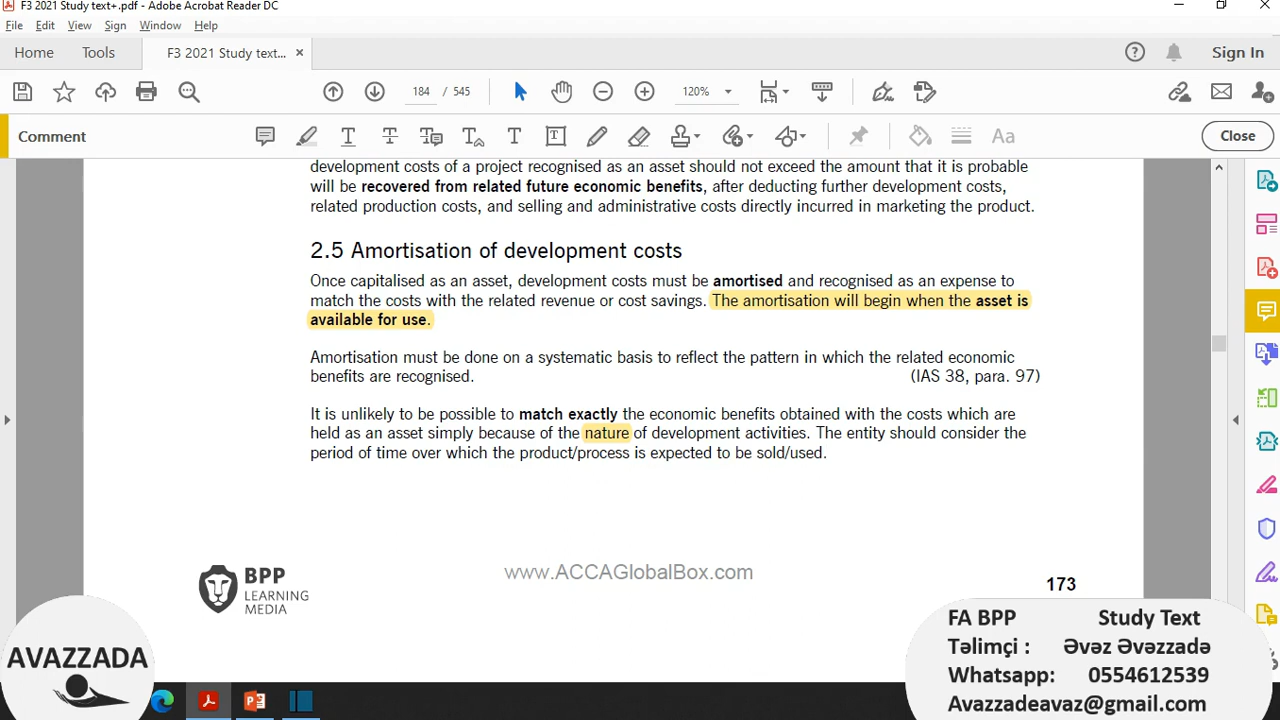 F3 2021 Study text+.pdf - Adobe Acrobat Reader DC
File Edit View Sign Window Help
Home Tools F3 2021 Study text... × Sign In
184 / 545 120%
Comment Close
development costs of a project recognised as an asset should not exceed the amount that it is probable
will be recovered from related future economic benefits, after deducting further development costs,
related production costs, and selling and administrative costs directly incurred in marketing the product.
2.5 Amortisation of development costs
Once capitalised as an asset, development costs must be amortised and recognised as an expense to
match the costs with the related revenue or cost savings. The amortisation will begin when the asset is
available for use.
Amortisation must be done on a systematic basis to reflect the pattern in which the related economic
benefits are recognised. (IAS 38, para. 97)
It is unlikely to be possible to match exactly the economic benefits obtained with the costs which are
held as an asset simply because of the nature of development activities. The entity should consider the
period of time over which the product/process is expected to be sold/used.
BPP
LEARNING
MEDIA
www.ACCAGlobalBox.com
173
AVAZZADA
FA BPP Study Text
Təlimçi : Əvəz Əvəzzadə
Whatsapp: 0554612539
Avazzadeavaz@gmail.com